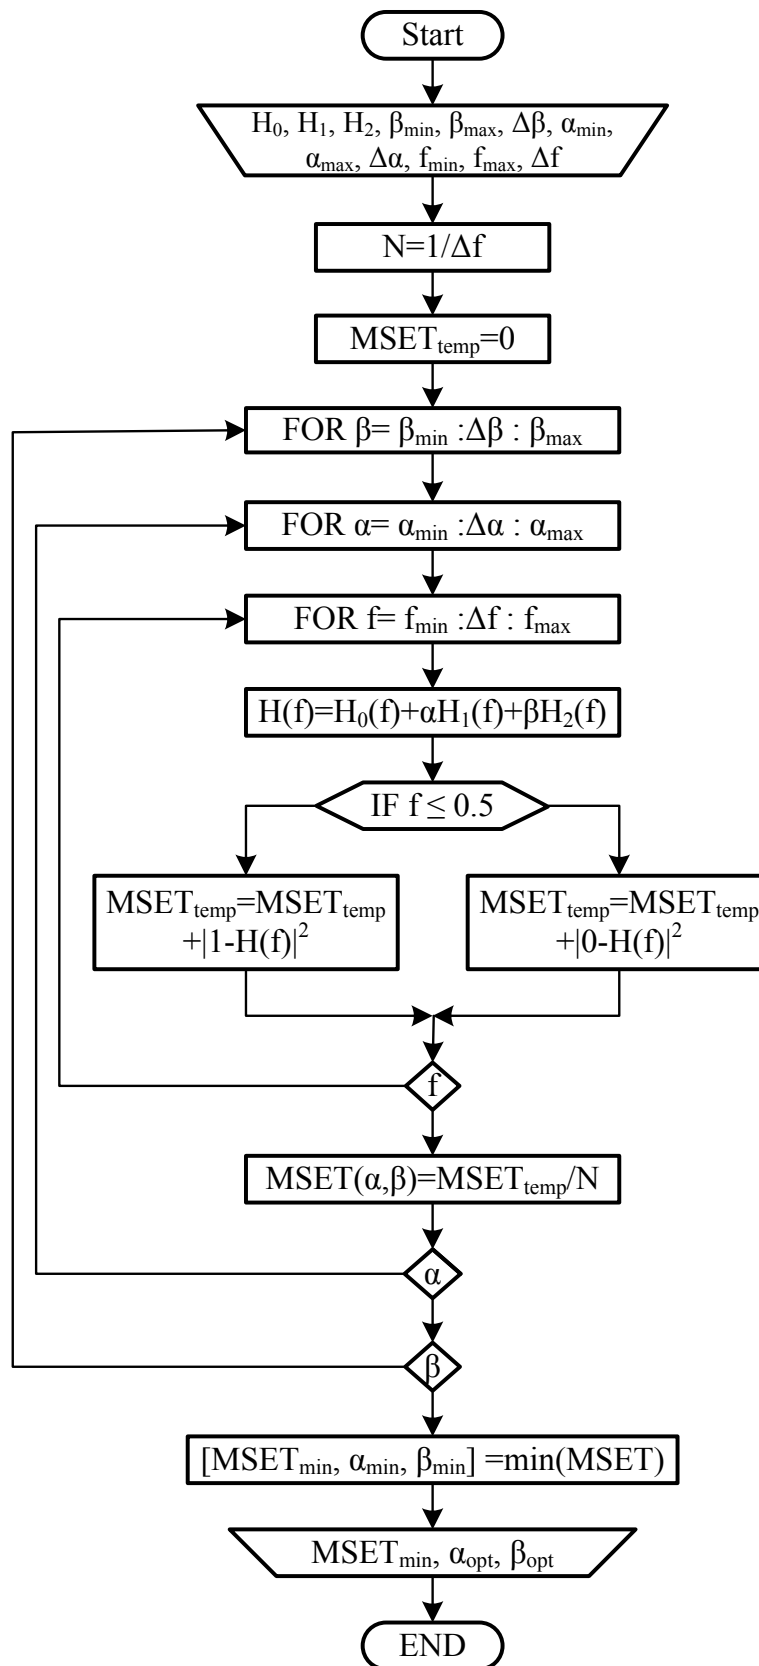 Start
H₀, H₁, H₂, βmin, βmax, Δβ, αmin,
αmax, Δα, fmin, fmax, Δf
N=1/Δf
MSETtemp=0
FOR β= βmin :Δβ : βmax
FOR α= αmin :Δα : αmax
FOR f= fmin :Δf : fmax
H(f)=H₀(f)+αH₁(f)+βH₂(f)
IF f ≤ 0.5
MSETtemp=MSETtemp
+|1-H(f)|²
MSETtemp=MSETtemp
+|0-H(f)|²
f
MSET(α,β)=MSETtemp/N
α
β
[MSETmin, αmin, βmin] =min(MSET)
MSETmin, αopt, βopt
END